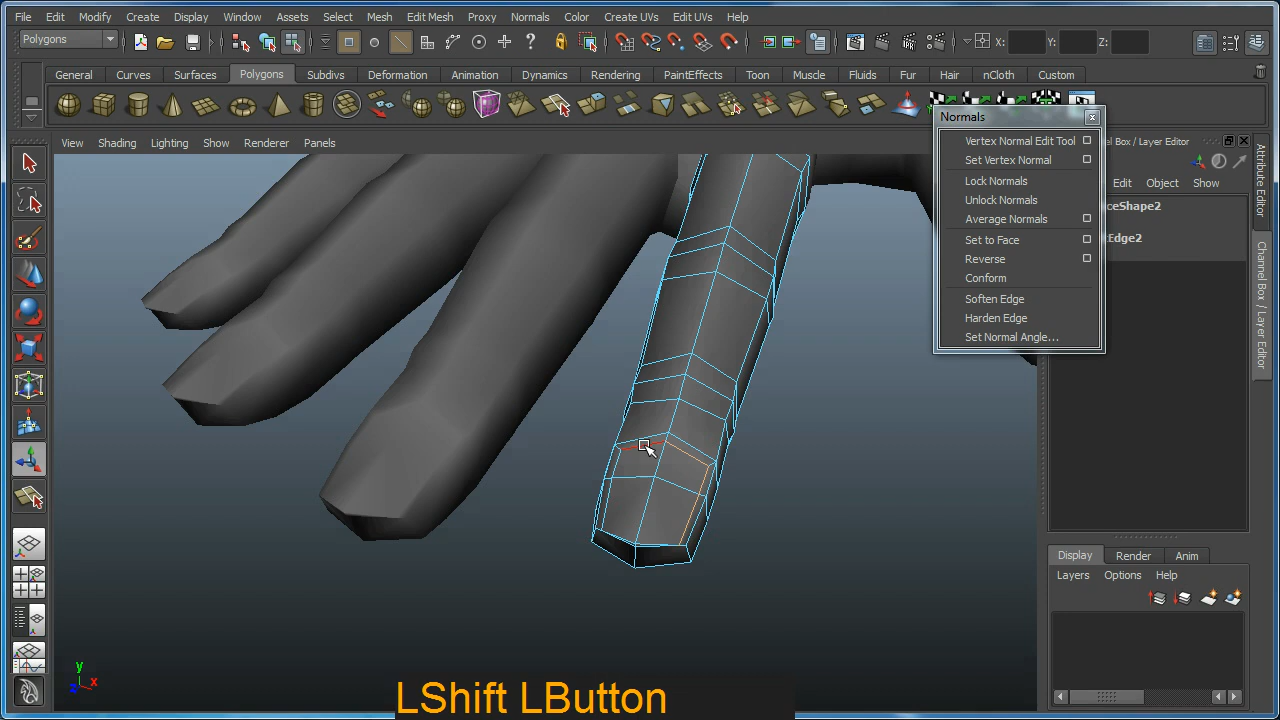 File Edit Modify Create Display Window Assets Select Mesh Edit Mesh Proxy Normals Color Create UVs Edit UVs Help
Polygons X: Y: Z:
General Curves Surfaces Polygons Subdivs Deformation Animation Dynamics Rendering PaintEffects Toon Muscle Fluids Fur Hair nCloth Custom
Normals
View Shading Lighting Show Renderer Panels
Vertex Normal Edit Tool
Set Vertex Normal
Lock Normals
Unlock Normals
Average Normals
Set to Face
Reverse
Conform
Soften Edge
Harden Edge
Set Normal Angle...
Box / Layer Editor
Edit Object Show
ceShape2
Edge2
Attribute Editor
Channel Box / Layer Editor
Display Render Anim
Layers Options Help
y
z x
LShift LButton